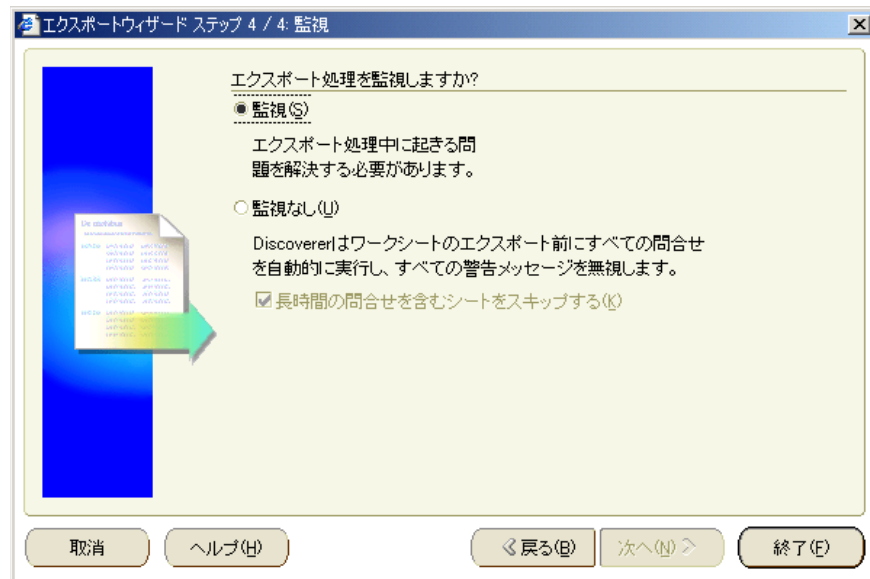 エクスポートウィザード ステップ 4 / 4: 監視
エクスポート処理を監視しますか?
監視(S)
エクスポート処理中に起きる問
題を解決する必要があります。
監視なし(U)
Discovererはワークシートのエクスポート前にすべての問合せ
を自動的に実行し、すべての警告メッセージを無視します。
長時間の問合せを含むシートをスキップする(K)
取消
ヘルプ(H)
戻る(B)
次へ(N)
終了(F)